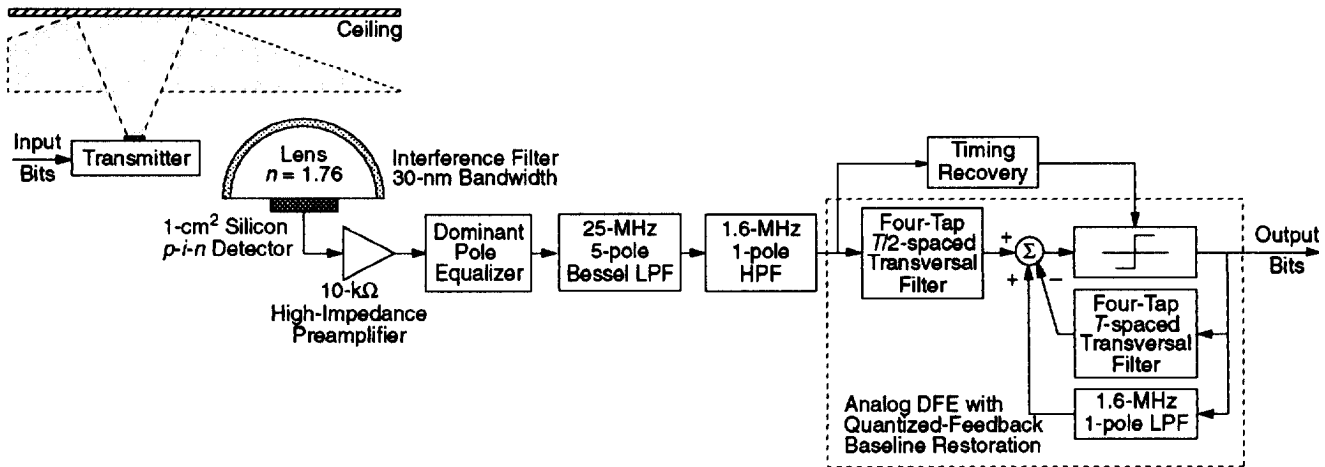 Ceiling
Input
Bits
Transmitter
Lens
n = 1.76
Interference Filter
30-nm Bandwidth
1-cm² Silicon
p-i-n Detector
10-kΩ
High-Impedance
Preamplifier
Dominant
Pole
Equalizer
25-MHz
5-pole
Bessel LPF
1.6-MHz
1-pole
HPF
Timing
Recovery
Four-Tap
T/2-spaced
Transversal
Filter
+
Σ
+
−
Output
Bits
Four-Tap
T-spaced
Transversal
Filter
1.6-MHz
1-pole LPF
Analog DFE with
Quantized-Feedback
Baseline Restoration